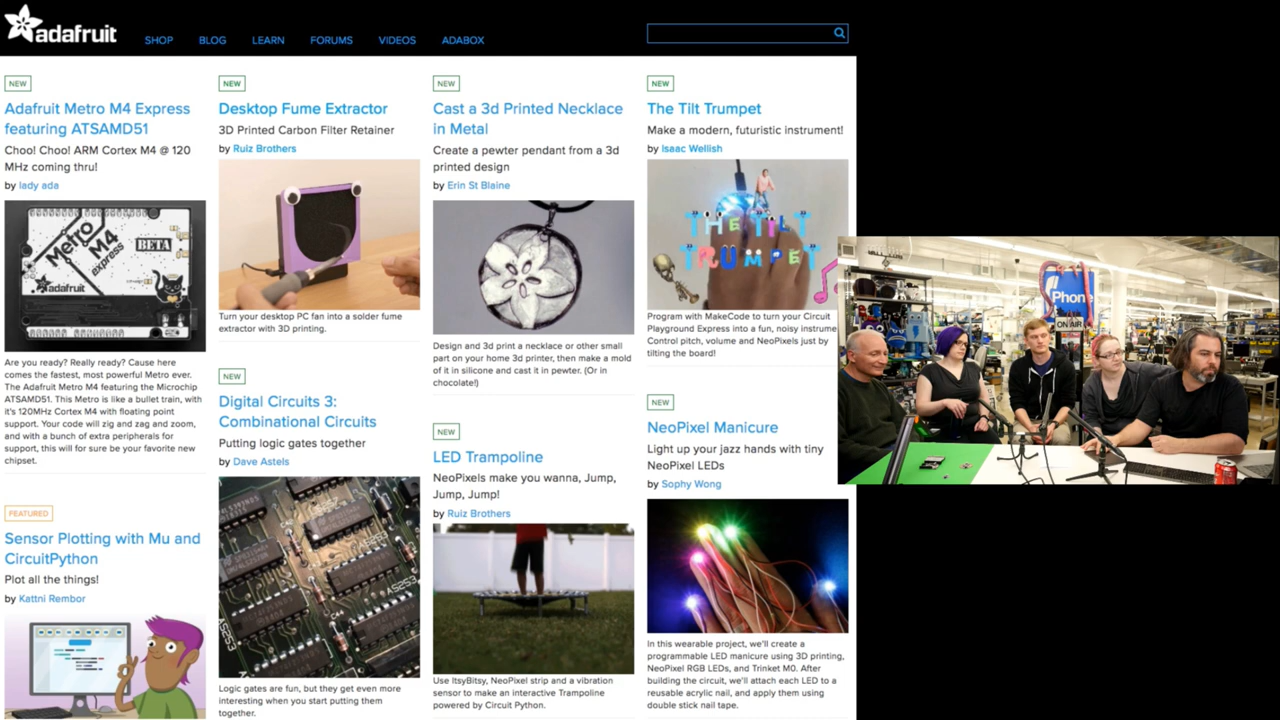 adafruit
SHOP
BLOG
LEARN
FORUMS
VIDEOS
ADABOX
NEW
Adafruit Metro M4 Express
featuring ATSAMD51
Choo! Choo! ARM Cortex M4 @ 120
MHz coming thru!
by lady ada
Metro
M4
express
BETA
adafruit
Are you ready? Really ready? Cause here
comes the fastest, most powerful Metro ever.
The Adafruit Metro M4 featuring the Microchip
ATSAMD51. This Metro is like a bullet train, with
it's 120MHz Cortex M4 with floating point
support. Your code will zig and zag and zoom,
and with a bunch of extra peripherals for
support, this will for sure be your favorite new
chipset.
FEATURED
Sensor Plotting with Mu and
CircuitPython
Plot all the things!
by Kattni Rembor
NEW
Desktop Fume Extractor
3D Printed Carbon Filter Retainer
by Ruiz Brothers
Turn your desktop PC fan into a solder fume
extractor with 3D printing.
NEW
Digital Circuits 3:
Combinational Circuits
Putting logic gates together
by Dave Astels
Logic gates are fun, but they get even more
interesting when you start putting them
together.
NEW
Cast a 3d Printed Necklace
in Metal
Create a pewter pendant from a 3d
printed design
by Erin St Blaine
Design and 3d print a necklace or other small
part on your home 3d printer, then make a mold
of it in silicone and cast it in pewter. (Or in
chocolate!)
NEW
LED Trampoline
NeoPixels make you wanna, Jump,
Jump, Jump!
by Ruiz Brothers
Use ItsyBitsy, NeoPixel strip and a vibration
sensor to make an interactive Trampoline
powered by Circuit Python.
NEW
The Tilt Trumpet
Make a modern, futuristic instrument!
by Isaac Wellish
THE TILT
TRUMPET
Program with MakeCode to turn your Circuit
Playground Express into a fun, noisy instrume
Control pitch, volume and NeoPixels just by
tilting the board!
NEW
NeoPixel Manicure
Light up your jazz hands with tiny
NeoPixel LEDs
by Sophy Wong
In this wearable project, we'll create a
programmable LED manicure using 3D printing,
NeoPixel RGB LEDs, and Trinket M0. After
building the circuit, we'll attach each LED to a
reusable acrylic nail, and apply them using
double stick nail tape.
Phone
ON AIR